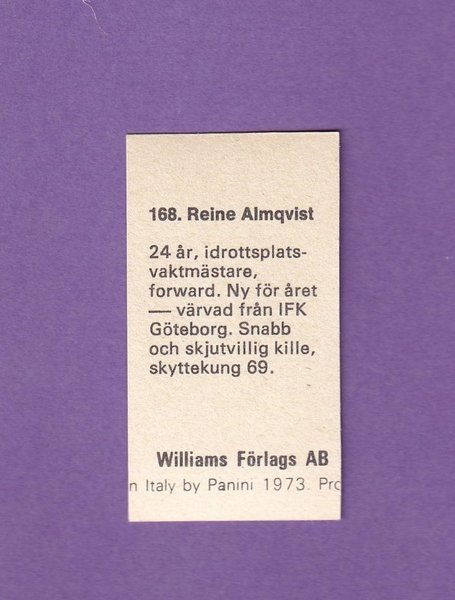 168. Reine Almqvist
24 år, idrottsplats-
vaktmästare,
forward. Ny för året
— värvad från IFK
Göteborg. Snabb
och skjutvillig kille,
skyttekung 69.
Williams Förlags AB
n Italy by Panini 1973. Pro